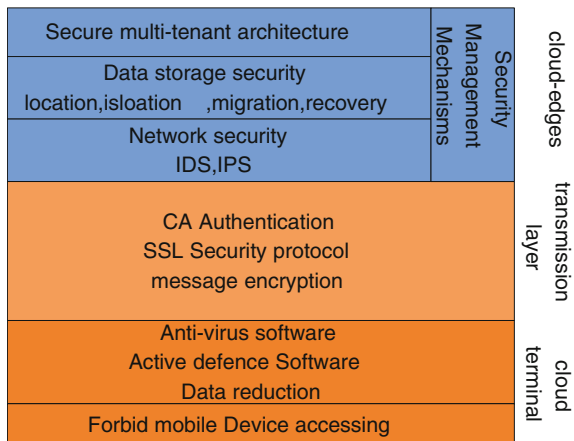 Secure multi-tenant architecture
Data storage security
location,isloation ,migration,recovery
Network security
IDS,IPS
Security
Management
Mechanisms
cloud-edges
CA Authentication
SSL Security protocol
message encryption
transmission
layer
Anti-virus software
Active defence Software
Data reduction
Forbid mobile Device accessing
cloud
terminal